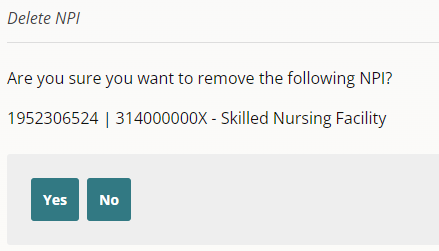 Delete NPI
Are you sure you want to remove the following NPI?
1952306524 | 314000000X - Skilled Nursing Facility
Yes No